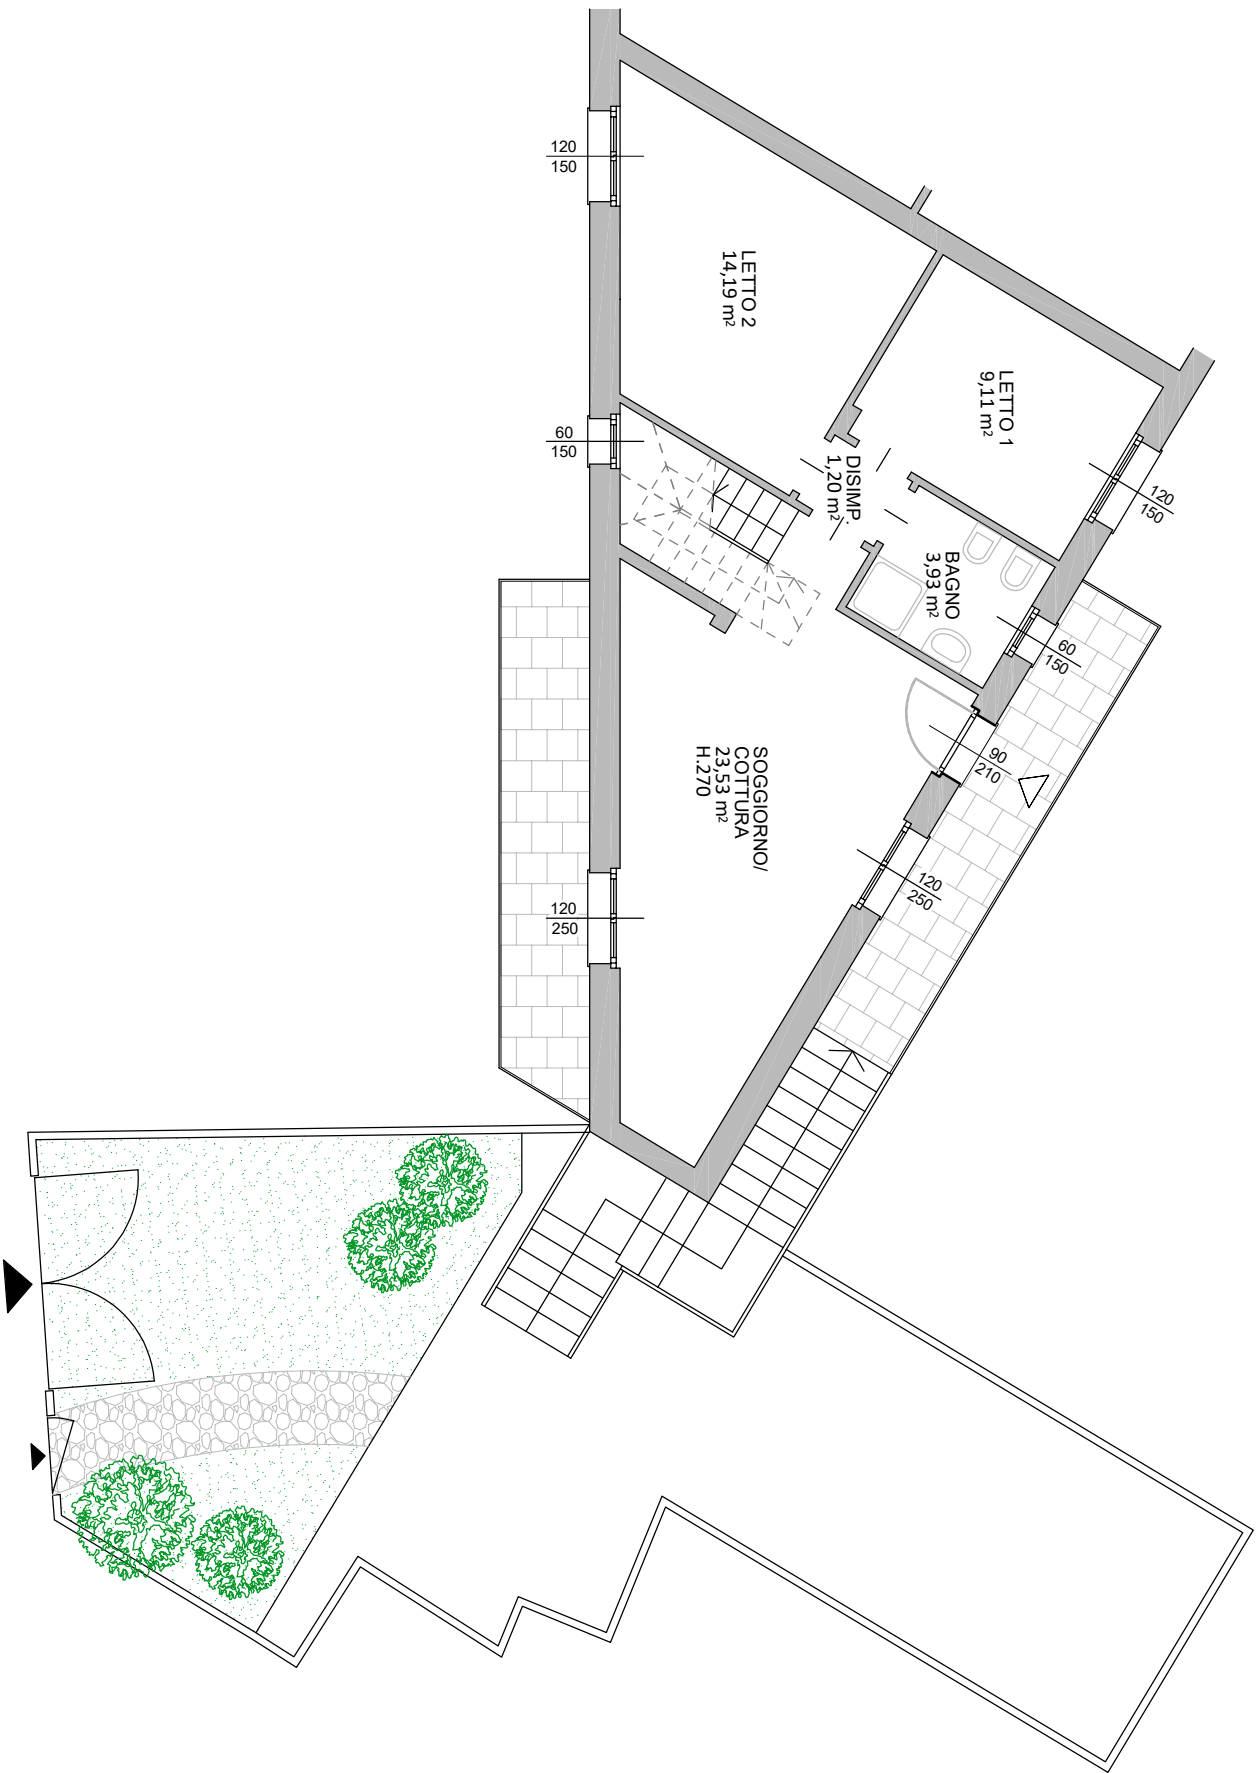 120
150
LETTO 2
14,19 m²
LETTO 1
9,11 m²
120
150
60
150
DISIMP.
1,20 m²
BAGNO
3,93 m²
60
150
90
210
SOGGIORNO/
COTTURA
23,53 m²
H.270
120
250
120
250